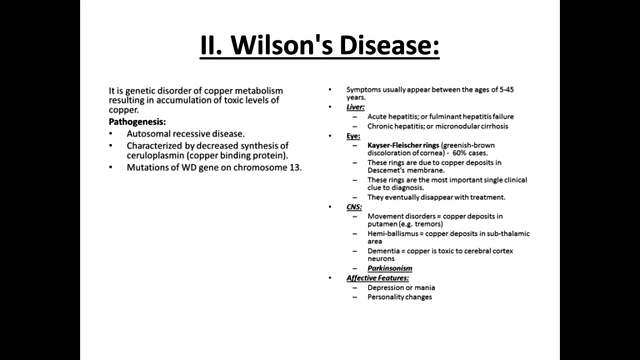 II. Wilson's Disease:
It is genetic disorder of copper metabolism
resulting in accumulation of toxic levels of
copper.
Pathogenesis:
• Autosomal recessive disease.
• Characterized by decreased synthesis of
ceruloplasmin (copper binding protein).
• Mutations of WD gene on chromosome 13.
• Symptoms usually appear between the ages of 5-45
years.
• Liver:
– Acute hepatitis; or fulminant hepatitis failure
– Chronic hepatitis; or micronodular cirrhosis
• Eye:
– Kayser-Fleischer rings (greenish-brown
discoloration of cornea) - 60% cases.
– These rings are due to copper deposits in
Descemet's membrane.
– These rings are the most important single clinical
clue to diagnosis.
– They eventually disappear with treatment.
• CNS:
– Movement disorders = copper deposits in
putamen (e.g. tremors)
– Hemi-ballismus = copper deposits in sub-thalamic
area
– Dementia = copper is toxic to cerebral cortex
neurons
– Parkinsonism
• Affective Features:
– Depression or mania
– Personality changes